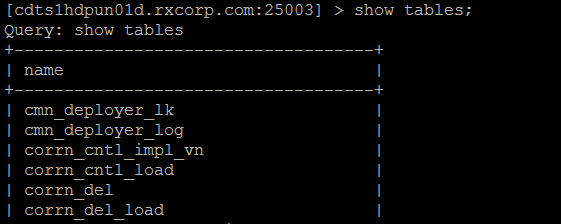 [cdts1hdpun01d.rxcorp.com:25003] > show tables;
Query: show tables
+------------------------------------+
| name                               |
+------------------------------------+
| cmn_deployer_lk                    |
| cmn_deployer_log                   |
| corrn_cntl_impl_vn                 |
| corrn_cntl_load                    |
| corrn_del                          |
| corrn_del_load                     |